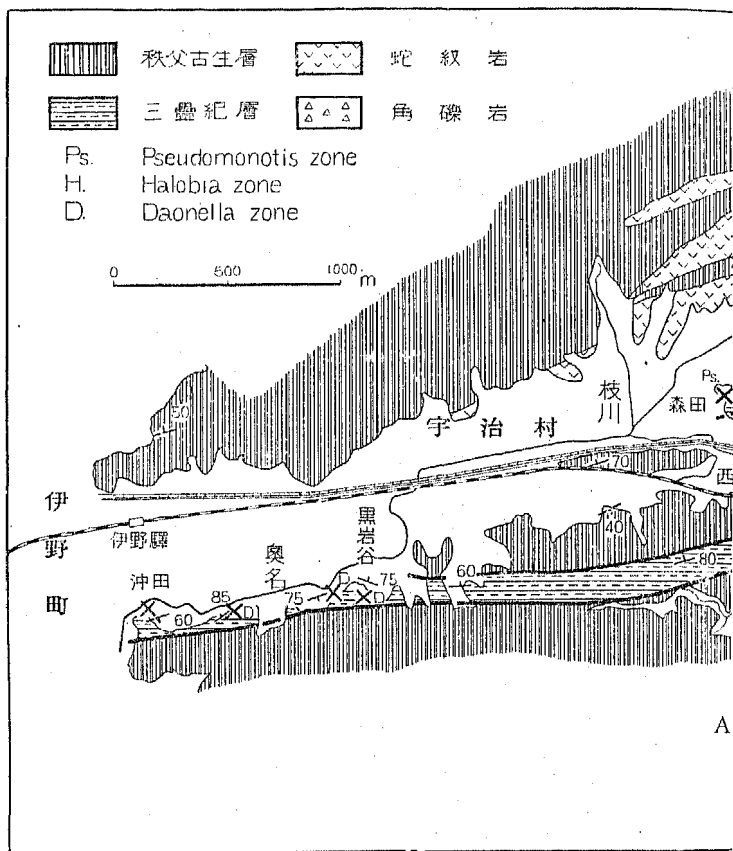 秩父古生層 蛇紋岩
三疊紀層 角礫岩
Ps. Pseudomonotis zone
H. Halobia zone
D. Daonella zone
0 500 1000 m
50
Ps.
枝川
森田
宇治村
70
西
伊野町
伊野驛
黒岩谷
奥名
40
80
沖田
85
D
75
D
75
D
60
60
A